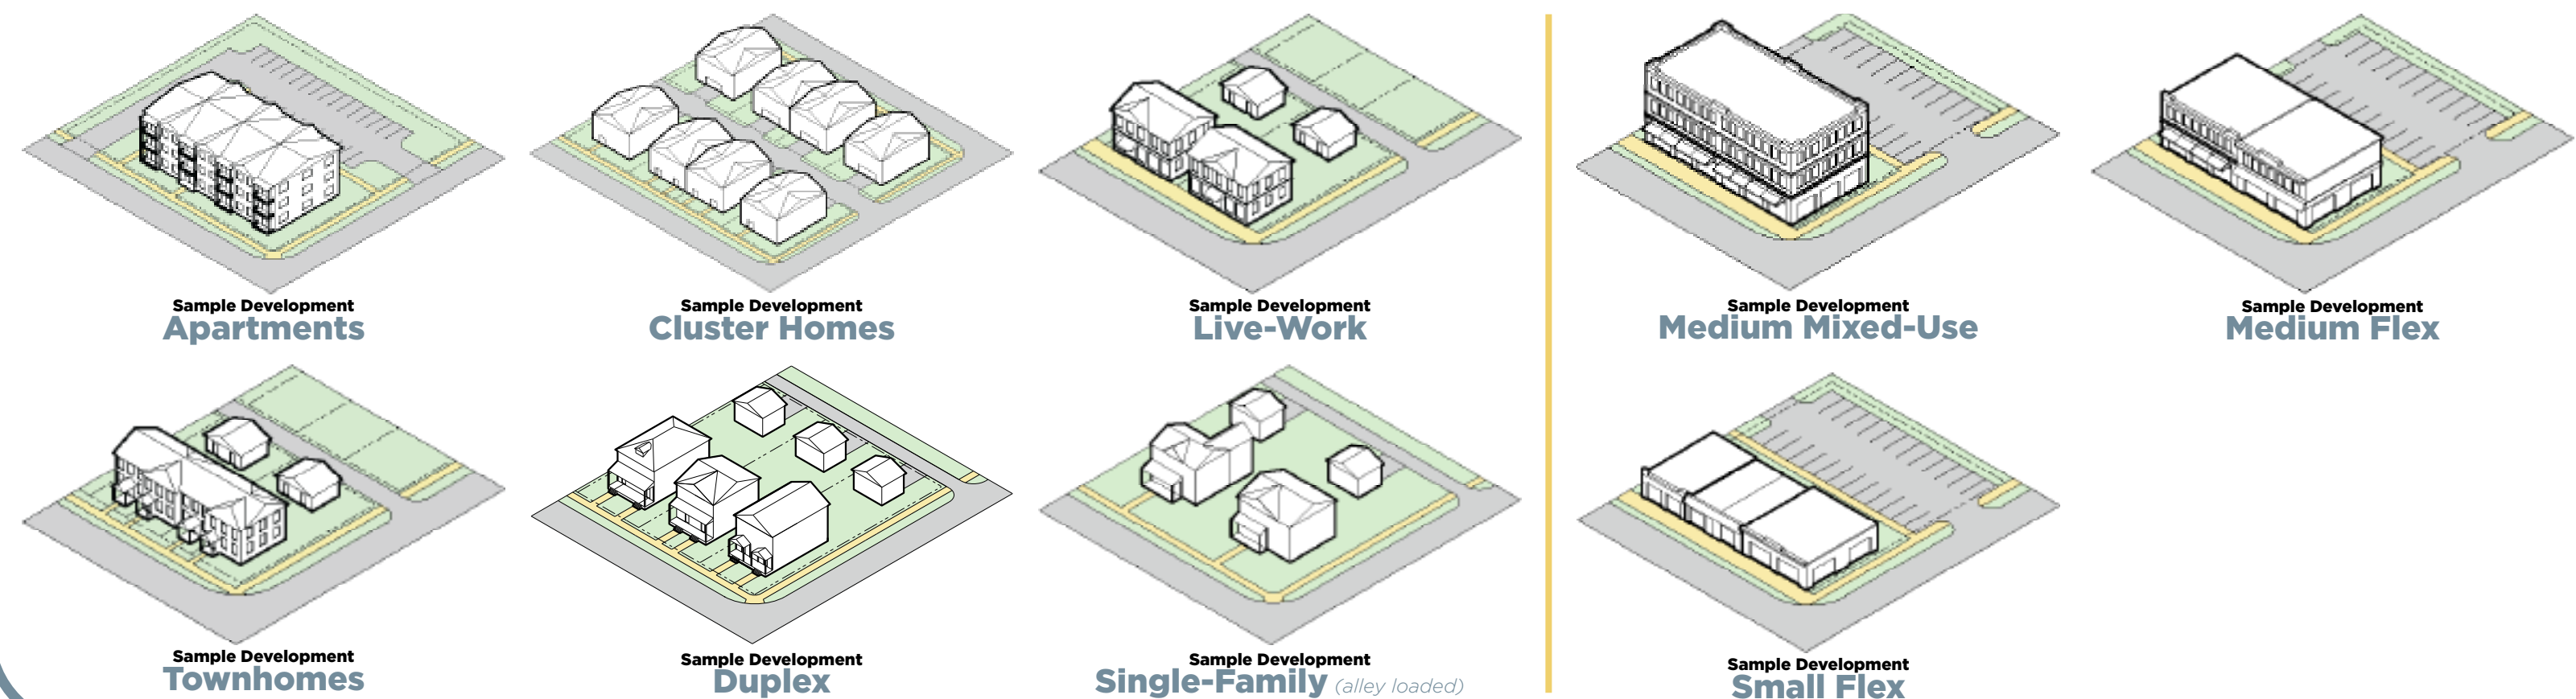 Sample Development
Apartments
Sample Development
Cluster Homes
Sample Development
Live-Work
Sample Development
Medium Mixed-Use
Sample Development
Medium Flex
Sample Development
Townhomes
Sample Development
Duplex
Sample Development
Single-Family (alley loaded)
Sample Development
Small Flex